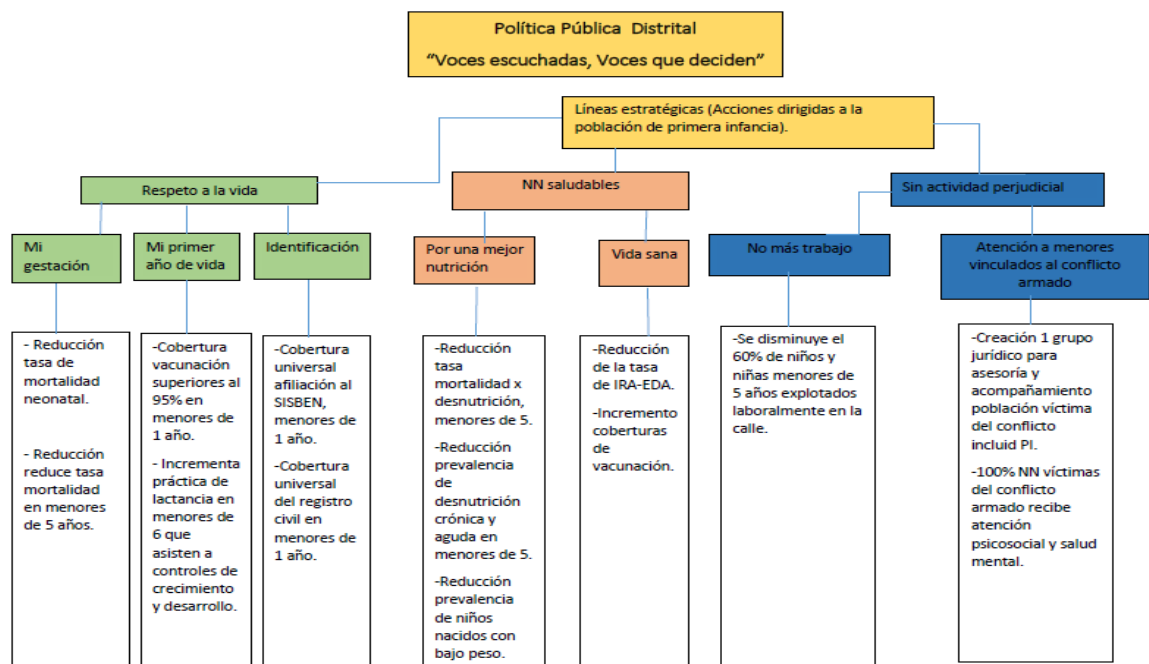 Política Pública Distrital
“Voces escuchadas, Voces que deciden”
Líneas estratégicas (Acciones dirigidas a la
población de primera infancia).
Respeto a la vida
NN saludables
Sin actividad perjudicial
Mi
gestación
Mi primer
año de vida
Identificación
Por una mejor
nutrición
Vida sana
No más trabajo
Atención a menores
vinculados al conflicto
armado
- Reducción
tasa de
mortalidad
neonatal.
- Reducción
reduce tasa
mortalidad
en menores
de 5 años.
-Cobertura
vacunación
superiores al
95% en
menores de
1 año.
- Incrementa
práctica de
lactancia en
menores de
6 que
asisten a
controles de
crecimiento
y desarrollo.
-Cobertura
universal
afiliación al
SISBEN,
menores de
1 año.
-Cobertura
universal
del registro
civil en
menores de
1 año.
-Reducción
tasa
mortalidad x
desnutrición,
menores de 5.
-Reducción
prevalencia
de
desnutrición
crónica y
aguda en
menores de 5.
-Reducción
prevalencia
de niños
nacidos con
bajo peso.
-Reducción
de la tasa
de IRA-EDA.
-Incremento
coberturas
de
vacunación.
-Se disminuye el
60% de niños y
niñas menores de
5 años explotados
laboralmente en la
calle.
-Creación 1 grupo
jurídico para
asesoría y
acompañamiento
población víctima
del conflicto
incluid PI.
-100% NN víctimas
del conflicto
armado recibe
atención
psicosocial y salud
mental.